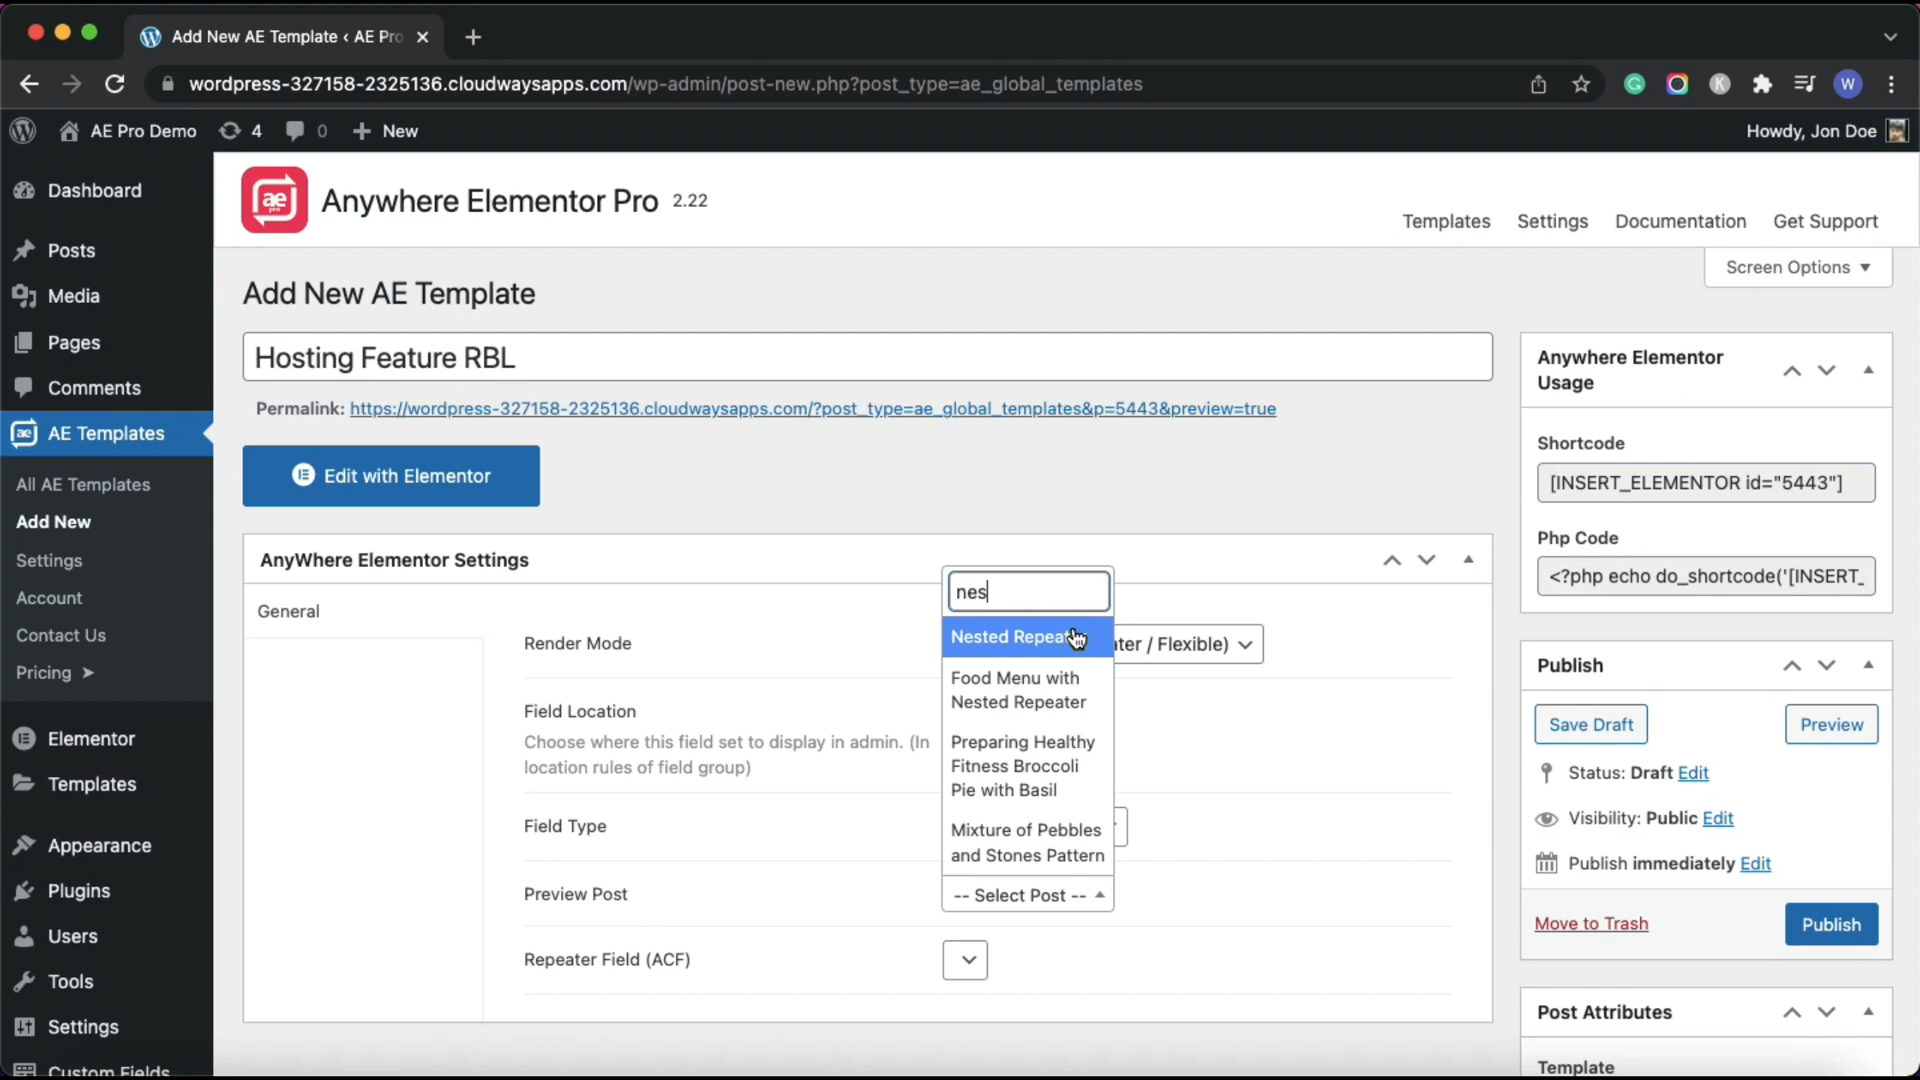 Add New AE Template ‹ AE Pro
wordpress-327158-2325136.cloudwaysapps.com/wp-admin/post-new.php?post_type=ae_global_templates
W
AE Pro Demo
4
0
New
Howdy, Jon Doe
Dashboard
Posts
Media
Pages
Comments
AE Templates
All AE Templates
Add New
Settings
Account
Contact Us
Pricing ➤
Elementor
Templates
Appearance
Plugins
Users
Tools
Settings
Custom Fields
ae
pro
Anywhere Elementor Pro 2.22
Templates
Settings
Documentation
Get Support
Screen Options ▼
Add New AE Template
Hosting Feature RBL
Permalink: https://wordpress-327158-2325136.cloudwaysapps.com/?post_type=ae_global_templates&p=5443&preview=true
Edit with Elementor
AnyWhere Elementor Settings
General
Render Mode
Field Location
Choose where this field set to display in admin. (In
location rules of field group)
Field Type
Preview Post
Repeater Field (ACF)
nes
Nested
Food Menu with
Nested Repeater
Preparing Healthy
Fitness Broccoli
Pie with Basil
Mixture of Pebbles
and Stones Pattern
-- Select Post --
/ Flexible)
Anywhere Elementor
Usage
Shortcode
[INSERT_ELEMENTOR id="5443"]
Php Code
<?php echo do_shortcode('[INSERT_
Publish
Save Draft
Preview
Status: Draft Edit
Visibility: Public Edit
Publish immediately Edit
Move to Trash
Publish
Post Attributes
Template